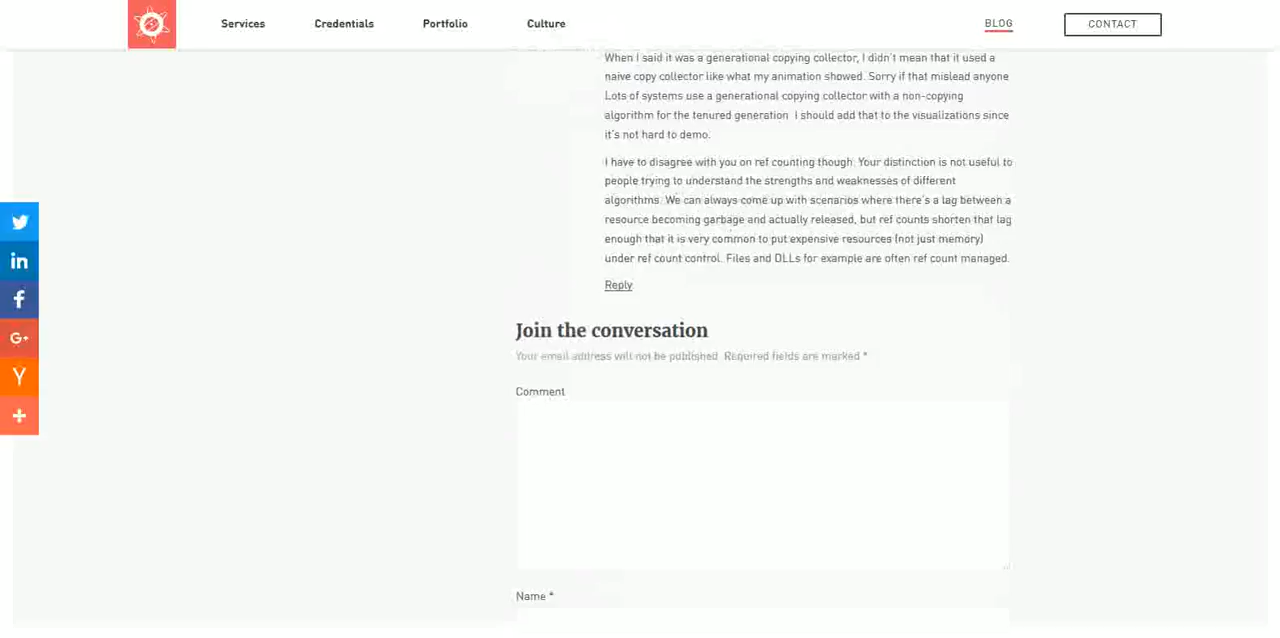 Services
Credentials
Portfolio
Culture
BLOG
CONTACT
When I said it was a generational copying collector, I didn't mean that it used a
naive copy collector like what my animation showed. Sorry if that mislead anyone
Lots of systems use a generational copying collector with a non-copying
algorithm for the tenured generation I should add that to the visualizations since
it's not hard to demo.
I have to disagree with you on ref counting though. Your distinction is not useful to
people trying to understand the strengths and weaknesses of different
algorithms. We can always come up with scenarios where there's a lag between a
resource becoming garbage and actually released, but ref counts shorten that lag
enough that it is very common to put expensive resources (not just memory)
under ref count control. Files and DLLs for example are often ref count managed.
Reply
Join the conversation
Your email address will not be published. Required fields are marked *
Comment
Name *